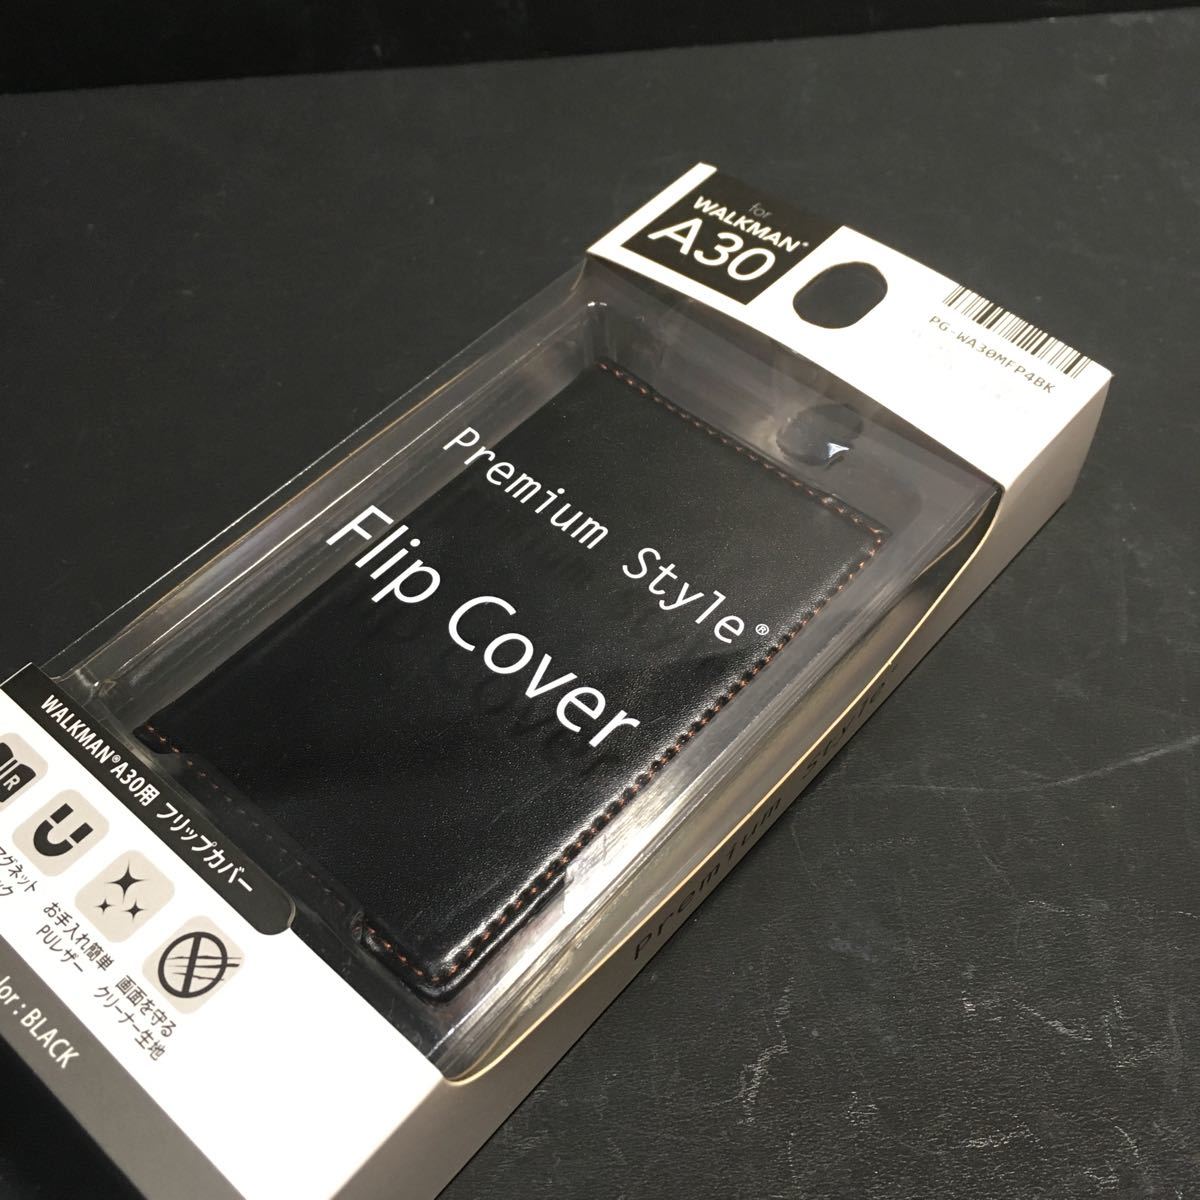 for
WALKMAN®
A30
PG-WA30MFP4BK
Premium Style®
Flip Cover
Premium Style
WALKMAN®A30用 フリップカバー
マグネット
お手入れ簡単
PUレザー
画面を守る
クリーナー生地
lor : BLACK